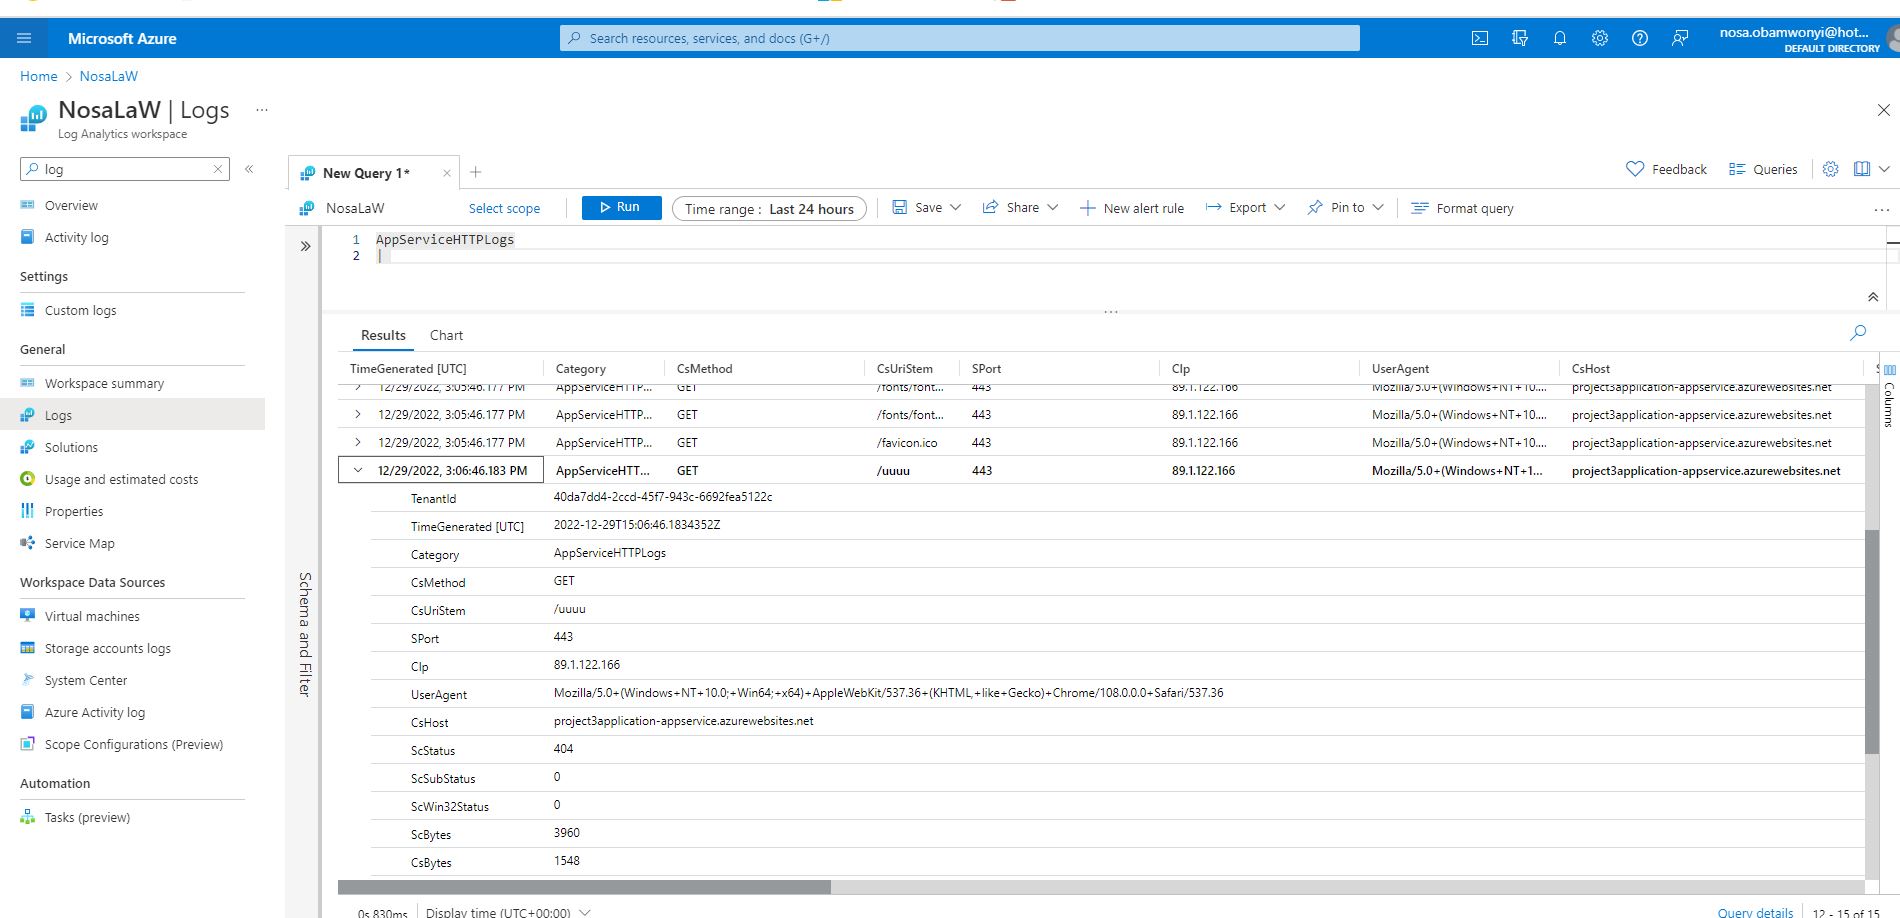 Microsoft Azure
Search resources, services, and docs (G+/)
nosa.obamwonyi@hot...
DEFAULT DIRECTORY
Home > NosaLaW
NosaLaW | Logs ...
Log Analytics workspace
log
«
New Query 1*
Feedback
Queries
NosaLaW
Select scope
Run
Time range : Last 24 hours
Save
Share
New alert rule
Export
Pin to
Format query
...
Overview
Activity log
Settings
Custom logs
General
Workspace summary
Logs
Solutions
Usage and estimated costs
Properties
Service Map
Workspace Data Sources
Virtual machines
Storage accounts logs
System Center
Azure Activity log
Scope Configurations (Preview)
Automation
Tasks (preview)
Schema and Filter
1 AppServiceHTTPLogs
2 |
Results Chart
TimeGenerated [UTC] Category CsMethod CsUriStem SPort CIp UserAgent CsHost
12/29/2022, 3:05:46.177 PM AppServiceHTTP... GET /fonts/font... 443 89.1.122.166 Mozilla/5.0+(Windows+NT+10.... project3application-appservice.azurewebsites.net
12/29/2022, 3:05:46.177 PM AppServiceHTTP... GET /fonts/font... 443 89.1.122.166 Mozilla/5.0+(Windows+NT+10.... project3application-appservice.azurewebsites.net
12/29/2022, 3:05:46.177 PM AppServiceHTTP... GET /favicon.ico 443 89.1.122.166 Mozilla/5.0+(Windows+NT+10.... project3application-appservice.azurewebsites.net
12/29/2022, 3:06:46.183 PM AppServiceHTT... GET /uuuu 443 89.1.122.166 Mozilla/5.0+(Windows+NT+1... project3application-appservice.azurewebsites.net
TenantId 40da7dd4-2ccd-45f7-943c-6692fea5122c
TimeGenerated [UTC] 2022-12-29T15:06:46.1834352Z
Category AppServiceHTTPLogs
CsMethod GET
CsUriStem /uuuu
SPort 443
CIp 89.1.122.166
UserAgent Mozilla/5.0+(Windows+NT+10.0;+Win64;+x64)+AppleWebKit/537.36+(KHTML,+like+Gecko)+Chrome/108.0.0.0+Safari/537.36
CsHost project3application-appservice.azurewebsites.net
ScStatus 404
ScSubStatus 0
ScWin32Status 0
ScBytes 3960
CsBytes 1548
Columns
0s 830ms Display time (UTC+00:00)
Query details 12 - 15 of 15